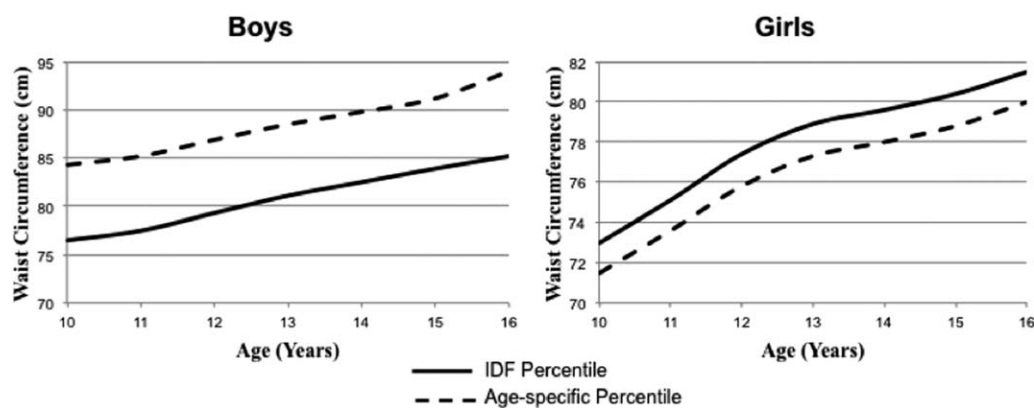 Boys
Waist Circumference (cm)
95
90
85
80
75
70
10 11 12 13 14 15 16
Age (Years)
Girls
Waist Circumference (cm)
82
80
78
76
74
72
70
10 11 12 13 14 15 16
Age (Years)
IDF Percentile
Age-specific Percentile